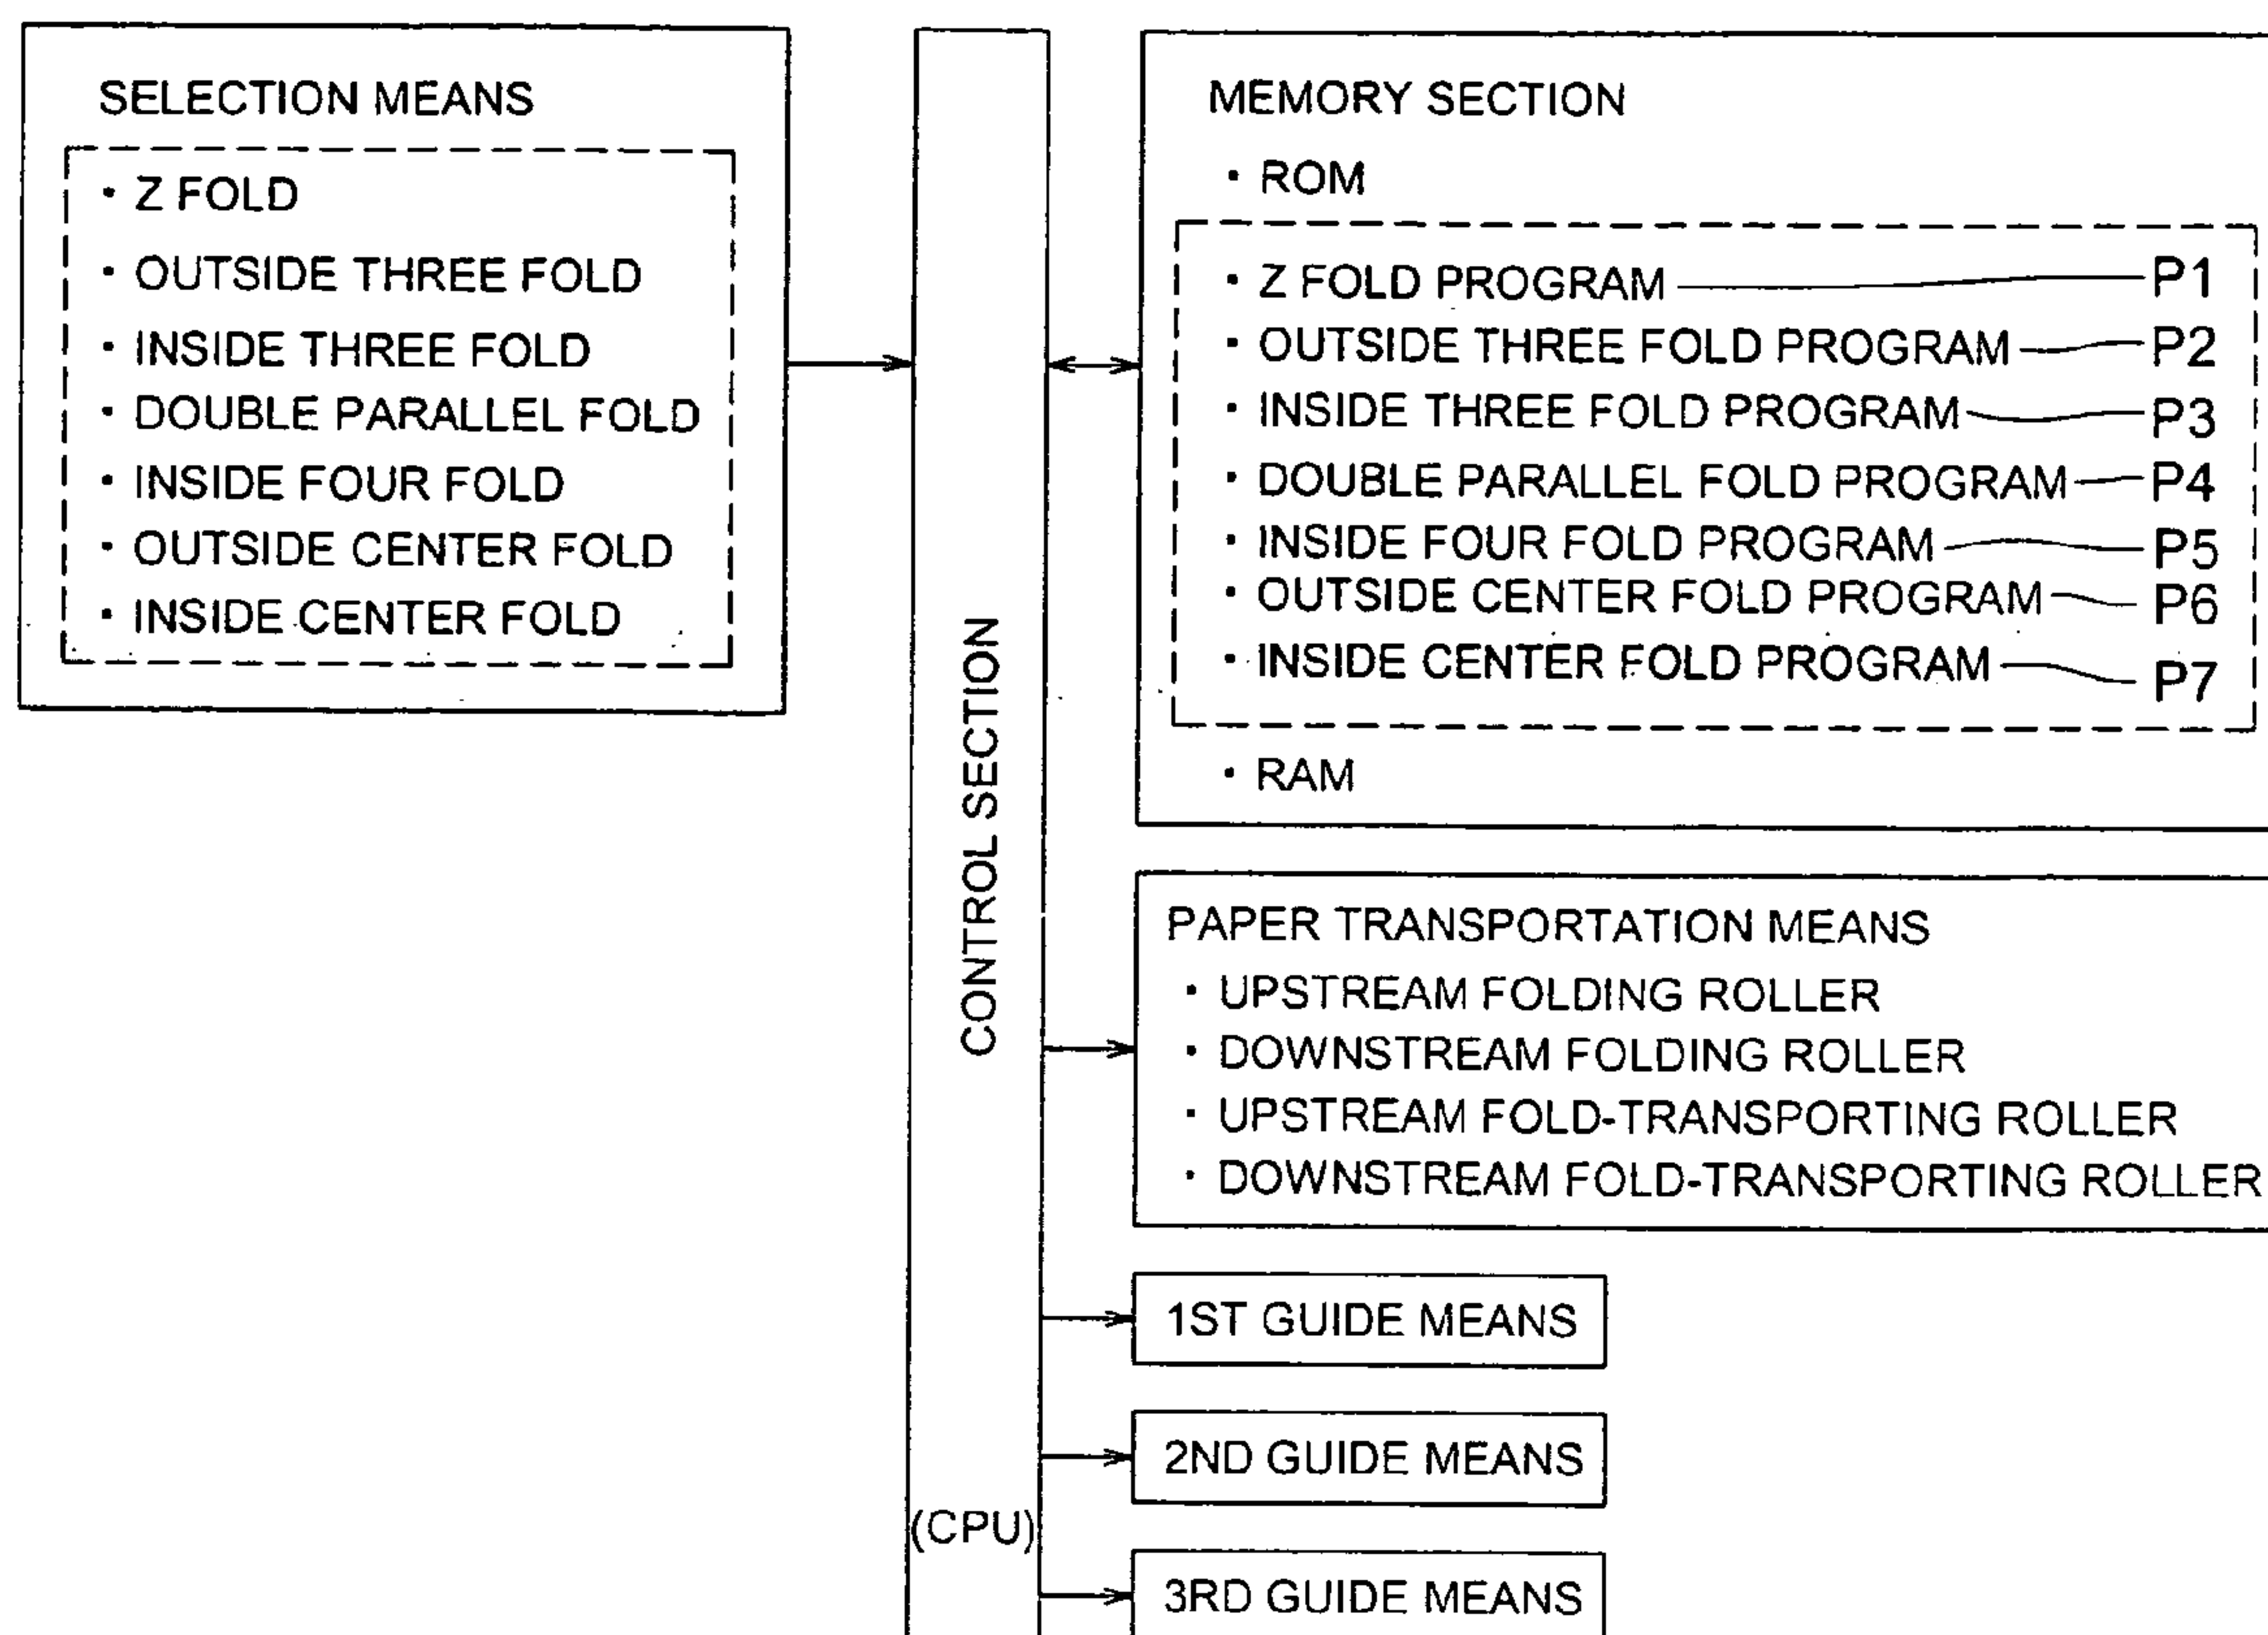 SELECTION MEANS
· Z FOLD
· OUTSIDE THREE FOLD
· INSIDE THREE FOLD
· DOUBLE PARALLEL FOLD
· INSIDE FOUR FOLD
· OUTSIDE CENTER FOLD
· INSIDE CENTER FOLD
CONTROL SECTION
(CPU)
MEMORY SECTION
· ROM
· Z FOLD PROGRAM P1
· OUTSIDE THREE FOLD PROGRAM P2
· INSIDE THREE FOLD PROGRAM P3
· DOUBLE PARALLEL FOLD PROGRAM P4
· INSIDE FOUR FOLD PROGRAM P5
· OUTSIDE CENTER FOLD PROGRAM P6
· INSIDE CENTER FOLD PROGRAM P7
· RAM
PAPER TRANSPORTATION MEANS
· UPSTREAM FOLDING ROLLER
· DOWNSTREAM FOLDING ROLLER
· UPSTREAM FOLD-TRANSPORTING ROLLER
· DOWNSTREAM FOLD-TRANSPORTING ROLLER
1ST GUIDE MEANS
2ND GUIDE MEANS
3RD GUIDE MEANS